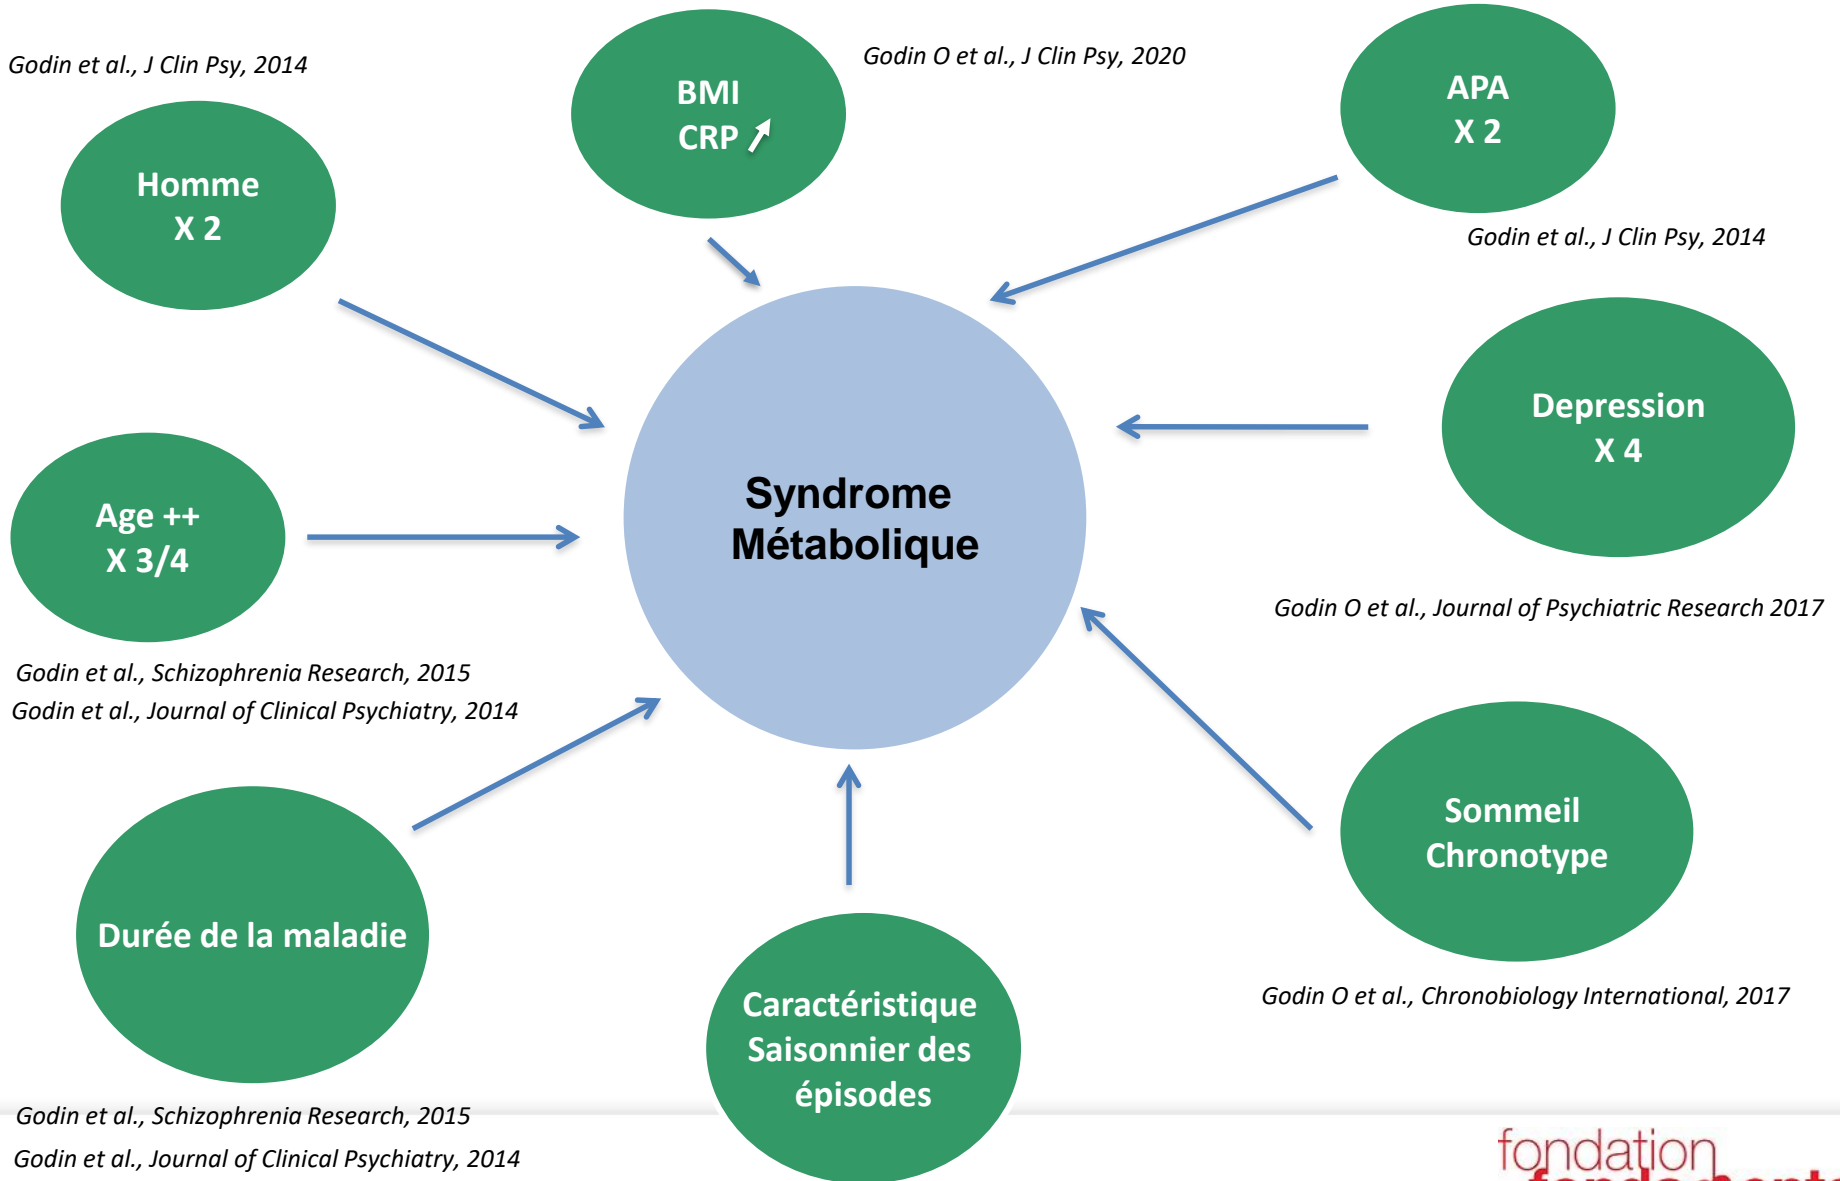 Godin et al., J Clin Psy, 2014
Homme
X 2
BMI
CRP
Godin O et al., J Clin Psy, 2020
APA
X 2
Godin et al., J Clin Psy, 2014
Depression
X 4
Godin O et al., Journal of Psychiatric Research 2017
Syndrome
Métabolique
Age ++
X 3/4
Godin et al., Schizophrenia Research, 2015
Godin et al., Journal of Clinical Psychiatry, 2014
Sommeil
Chronotype
Godin O et al., Chronobiology International, 2017
Durée de la maladie
Godin et al., Schizophrenia Research, 2015
Godin et al., Journal of Clinical Psychiatry, 2014
Caractéristique
Saisonnier des
épisodes
fondation